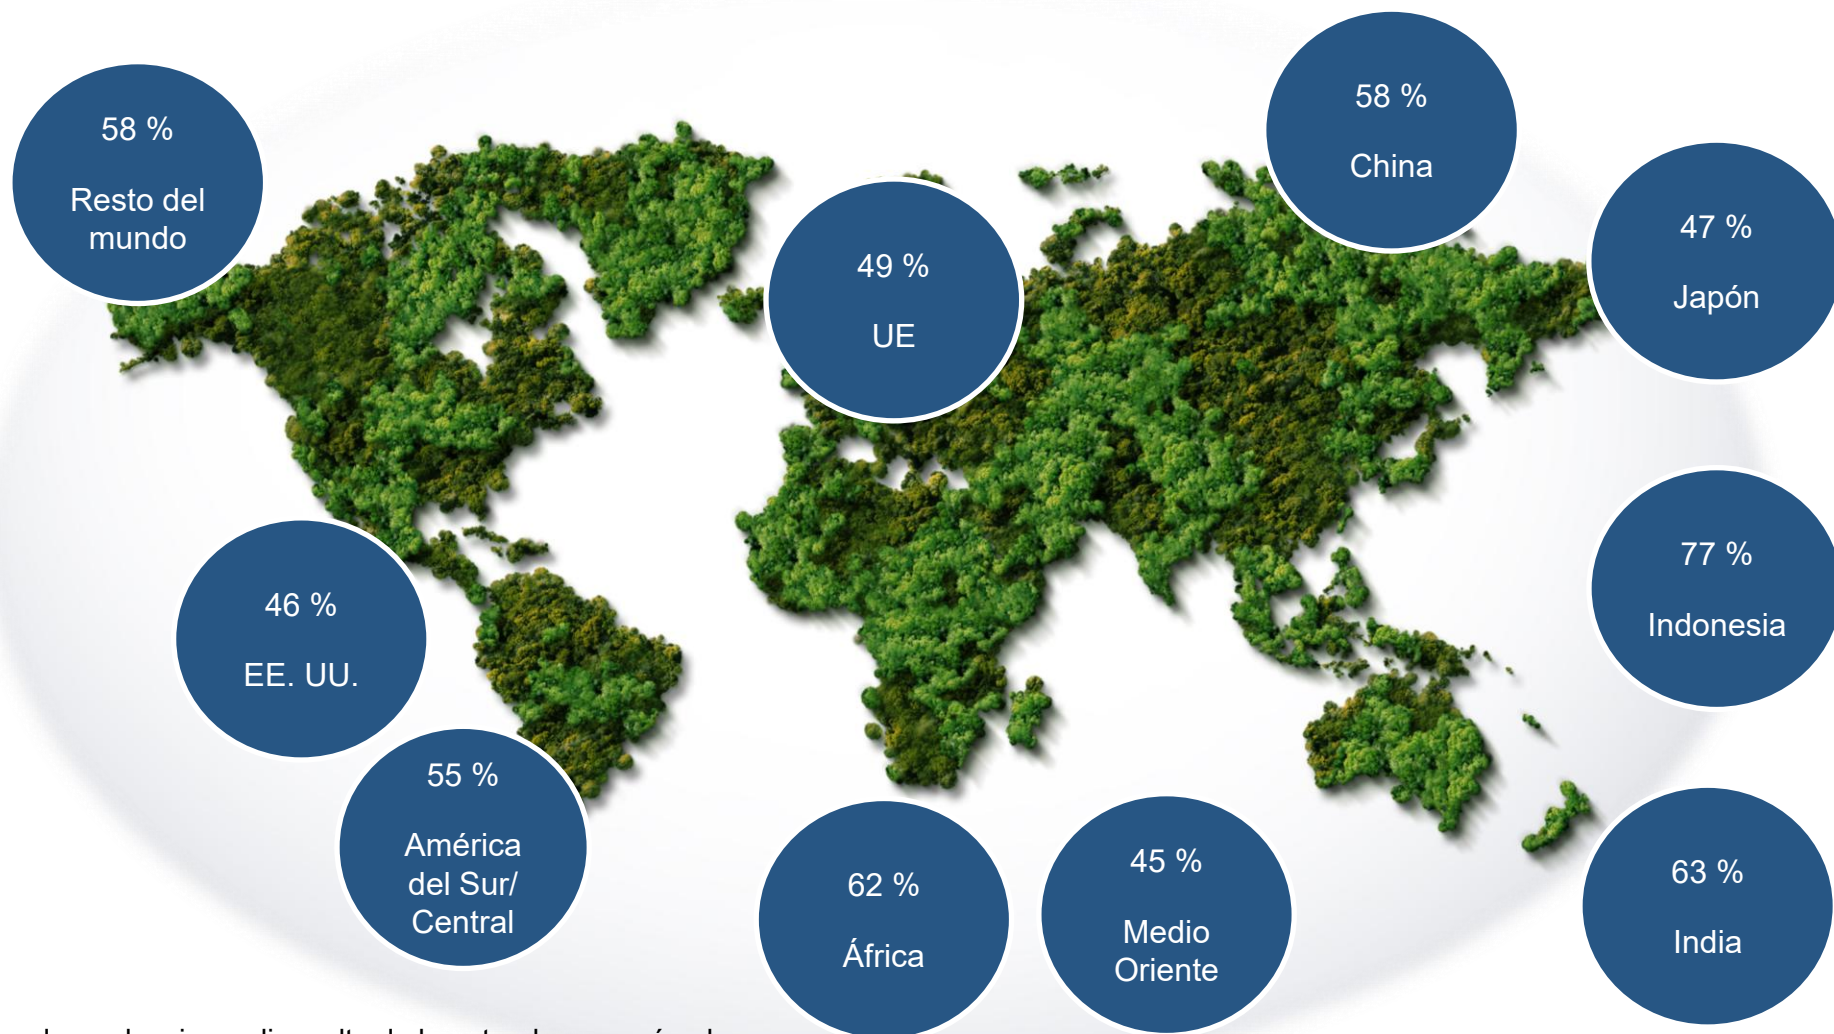 58 %
Resto del
mundo
58 %
China
47 %
Japón
49 %
UE
77 %
Indonesia
46 %
EE. UU.
55 %
América
del Sur/
Central
62 %
África
45 %
Medio
Oriente
63 %
India